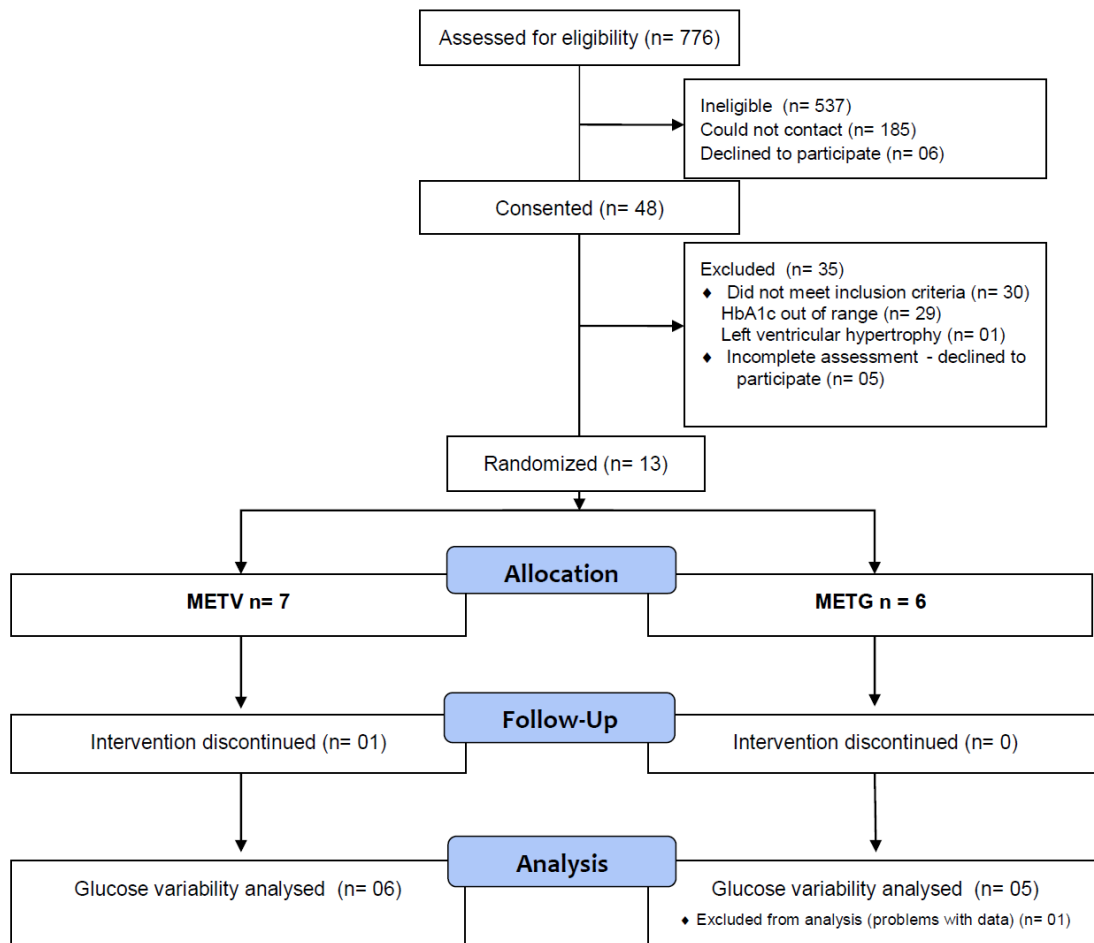 Assessed for eligibility (n= 776)
Ineligible (n= 537)
Could not contact (n= 185)
Declined to participate (n= 06)
Consented (n= 48)
Excluded (n= 35)
♦ Did not meet inclusion criteria (n= 30)
HbA1c out of range (n= 29)
Left ventricular hypertrophy (n= 01)
♦ Incomplete assessment - declined to
participate (n= 05)
Randomized (n= 13)
Allocation
METV n= 7
METG n = 6
Follow-Up
Intervention discontinued (n= 01)
Intervention discontinued (n= 0)
Analysis
Glucose variability analysed (n= 06)
Glucose variability analysed (n= 05)
♦ Excluded from analysis (problems with data) (n= 01)